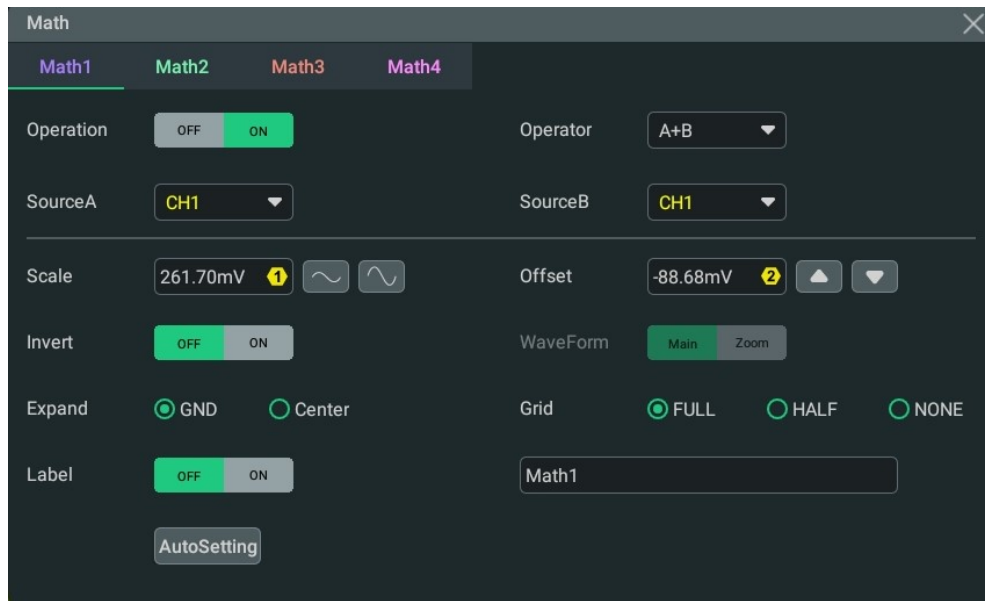 Math
Math1 Math2 Math3 Math4
Operation OFF ON Operator A+B
SourceA CH1 SourceB CH1
Scale 261.70mV 1 Offset -88.68mV 2
Invert OFF ON WaveForm Main Zoom
Expand GND Center Grid FULL HALF NONE
Label OFF ON Math1
AutoSetting